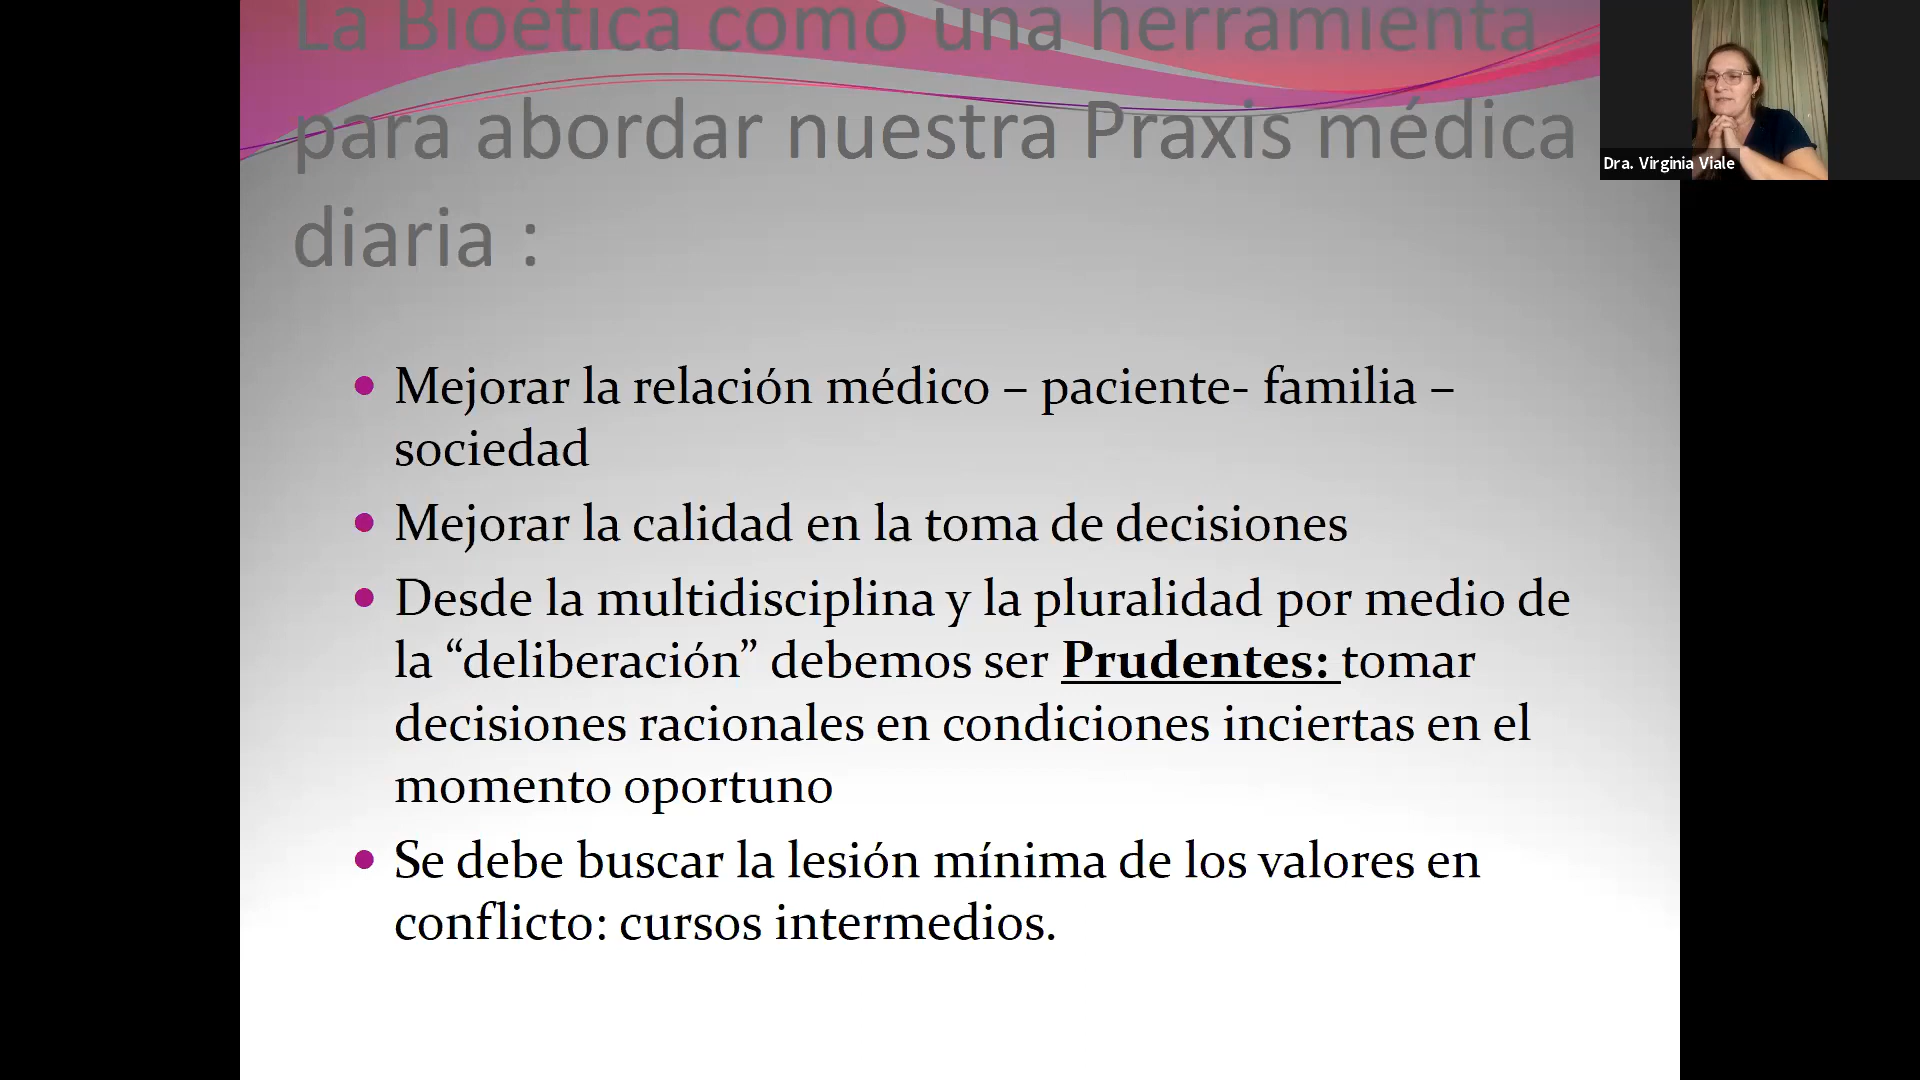 La Bioética como una herramienta
para abordar nuestra Praxis médica
diaria :
Dra. Virginia Viale
• Mejorar la relación médico – paciente- familia –
sociedad
• Mejorar la calidad en la toma de decisiones
• Desde la multidisciplina y la pluralidad por medio de
la “deliberación” debemos ser Prudentes: tomar
decisiones racionales en condiciones inciertas en el
momento oportuno
• Se debe buscar la lesión mínima de los valores en
conflicto: cursos intermedios.